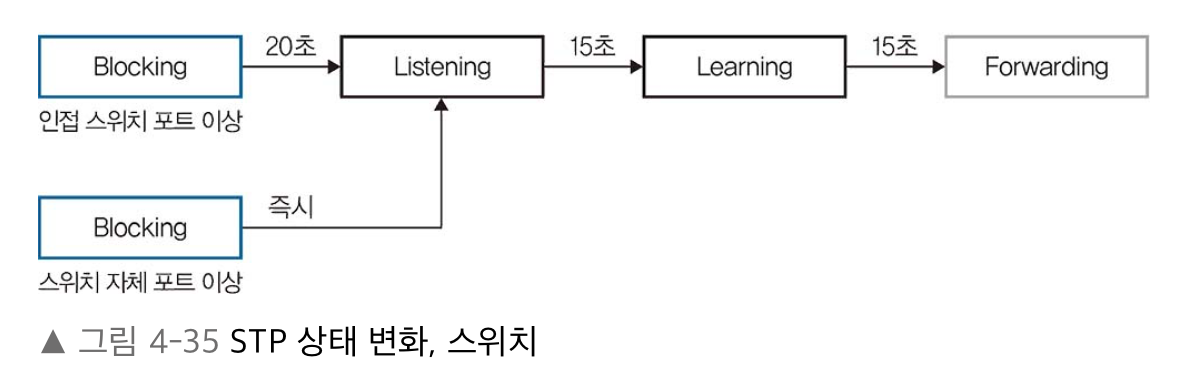 Blocking 20초 Listening 15초 Learning 15초 Forwarding
인접 스위치 포트 이상
Blocking 즉시
스위치 자체 포트 이상
▲ 그림 4-35 STP 상태 변화, 스위치